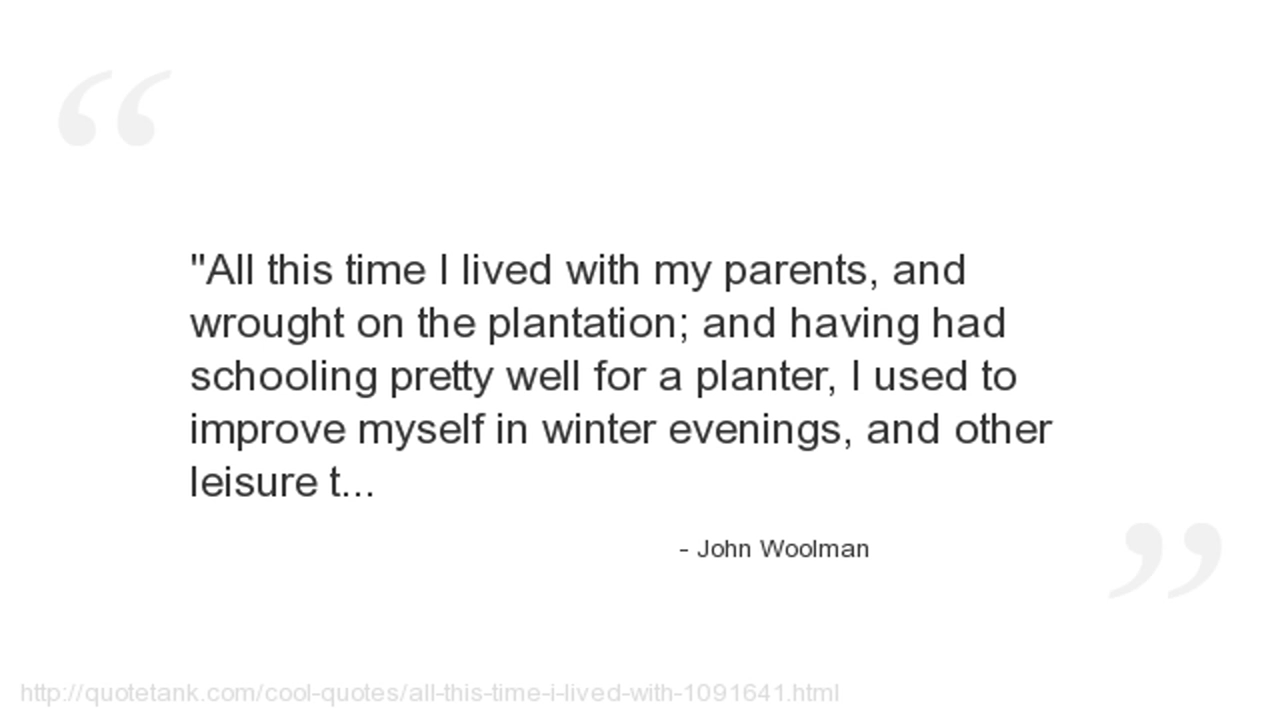 “
"All this time I lived with my parents, and
wrought on the plantation; and having had
schooling pretty well for a planter, I used to
improve myself in winter evenings, and other
leisure t...
- John Woolman
”
http://quotetank.com/cool-quotes/all-this-time-i-lived-with-1091641.html